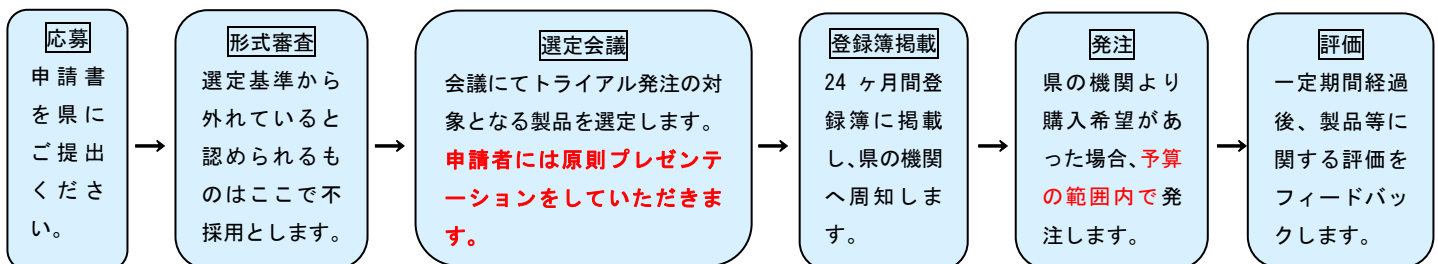 応募
申請書
を県に
ご提出
くださ
い。
形式審査
選定基準から
外れていると
認められるも
のはここで不
採用とします。
選定会議
会議にてトライアル発注の対
象となる製品を選定します。
申請者には原則プレゼンテ
ーションをしていただきま
す。
登録簿掲載
24 ヶ月間登
録簿に掲載
し、県の機関
へ周知しま
す。
発注
県の機関より
購入希望があ
った場合、予算
の範囲内で発
注します。
評価
一定期間経過
後、製品等に
関する評価を
フィードバッ
クします。